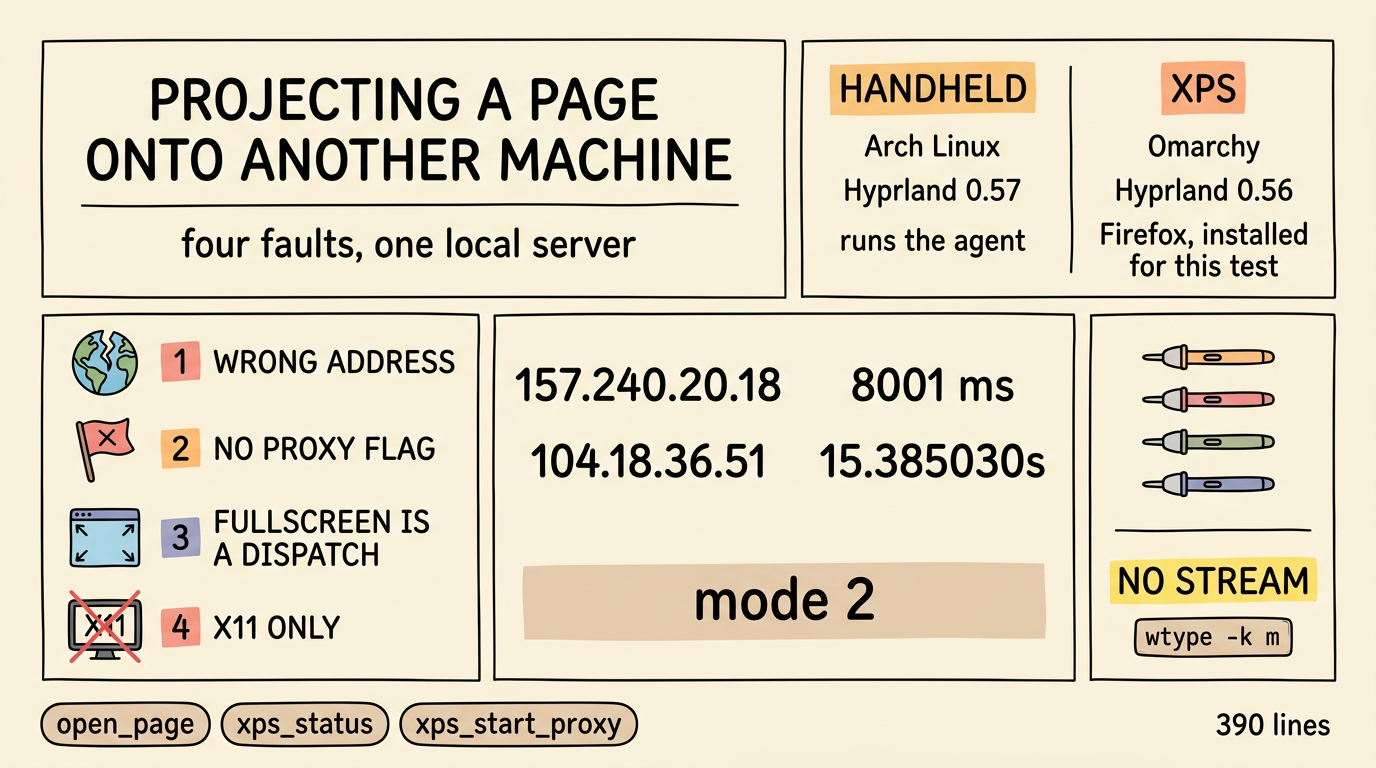 PROJECTING A PAGE
ONTO ANOTHER MACHINE
four faults, one local server
HANDHELD
Arch Linux
Hyprland 0.57
runs the agent
XPS
Omarchy
Hyprland 0.56
Firefox, installed
for this test
1 WRONG ADDRESS
2 NO PROXY FLAG
3 FULLSCREEN IS
A DISPATCH
X11
4 X11 ONLY
157.240.20.18 8001 ms
104.18.36.51 15.385030s
mode 2
NO STREAM
wtype -k m
open_page xps_status xps_start_proxy
390 lines